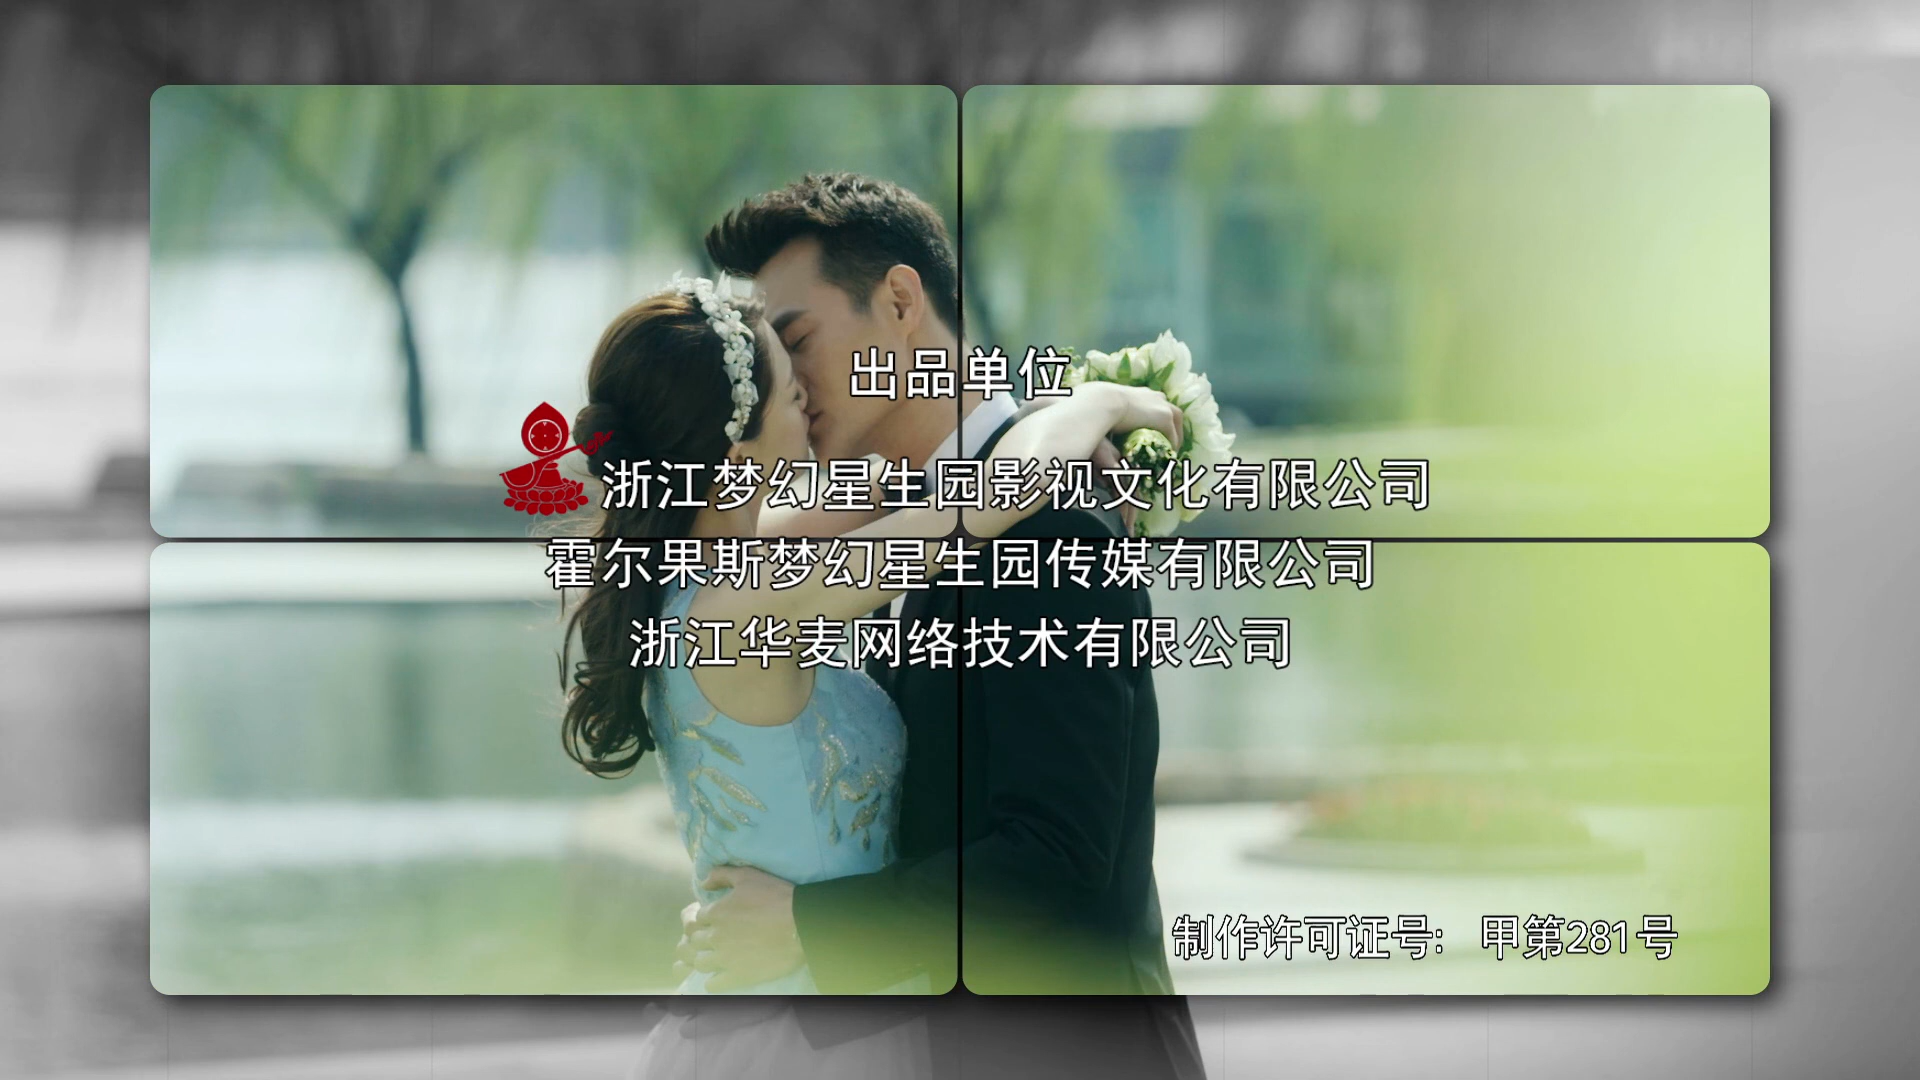 出品单位
浙江梦幻星生园影视文化有限公司
霍尔果斯梦幻星生园传媒有限公司
浙江华麦网络技术有限公司
制作许可证号: 甲第281号